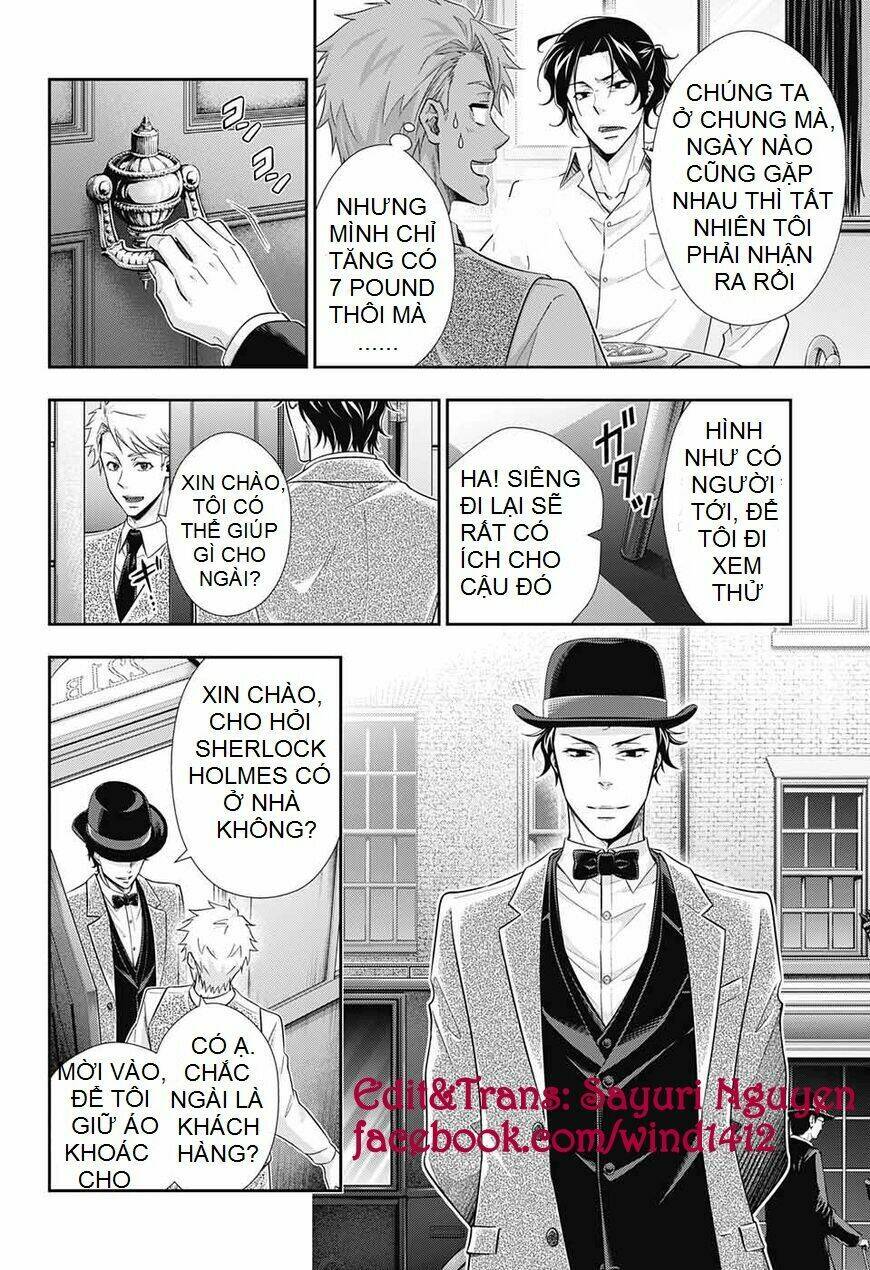 CHÚNG TA
Ở CHUNG MÀ,
NGÀY NÀO
CŨNG GẶP
NHAU THÌ TẤT
NHIÊN TÔI
PHẢI NHẬN
RA RỒI
NHƯNG
MÌNH CHỈ
TĂNG CÓ
7 POUND
THÔI MÀ
......
HÌNH
NHƯ CÓ
NGƯỜI
TỚI, ĐỂ
TÔI ĐI
XEM
THỬ
ガタッ
HA! SIÊNG
ĐI LẠI SẼ
RẤT CÓ
ÍCH CHO
CẬU ĐÓ
XIN CHÀO,
TÔI CÓ
THỂ GIÚP
GÌ CHO
NGÀI?
221B
XIN CHÀO,
CHO HỎI
SHERLOCK
HOLMES CÓ
Ở NHÀ
KHÔNG?
CÓ Ạ.
CHẮC
NGÀI LÀ
KHÁCH
HÀNG?
MỜI VÀO,
ĐỂ TÔI
GIỮ ÁO
KHOÁC CHO
Edit&Trans: Sayuri Nguyen
facebook.com/wind1412